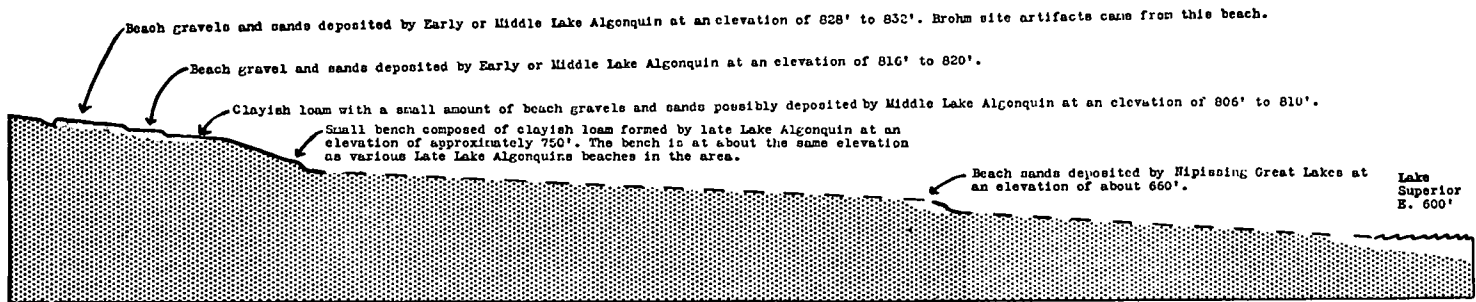 Beach gravels and sands deposited by Early or Middle Lake Algonquin at an elevation of 828' to 832'. Brohm site artifacts came from this beach.
Beach gravel and sands deposited by Early or Middle Lake Algonquin at an elevation of 816' to 820'.
Clayish loam with a small amount of beach gravels and sands possibly deposited by Middle Lake Algonquin at an elevation of 806' to 810'.
Small bench composed of clayish loam formed by late Lake Algonquin at an
elevation of approximately 750'. The bench is at about the same elevation
as various Late Lake Algonquins beaches in the area.
Beach sands deposited by Nipissing Great Lakes at
an elevation of about 660'.
Lake
Superior
E. 600'